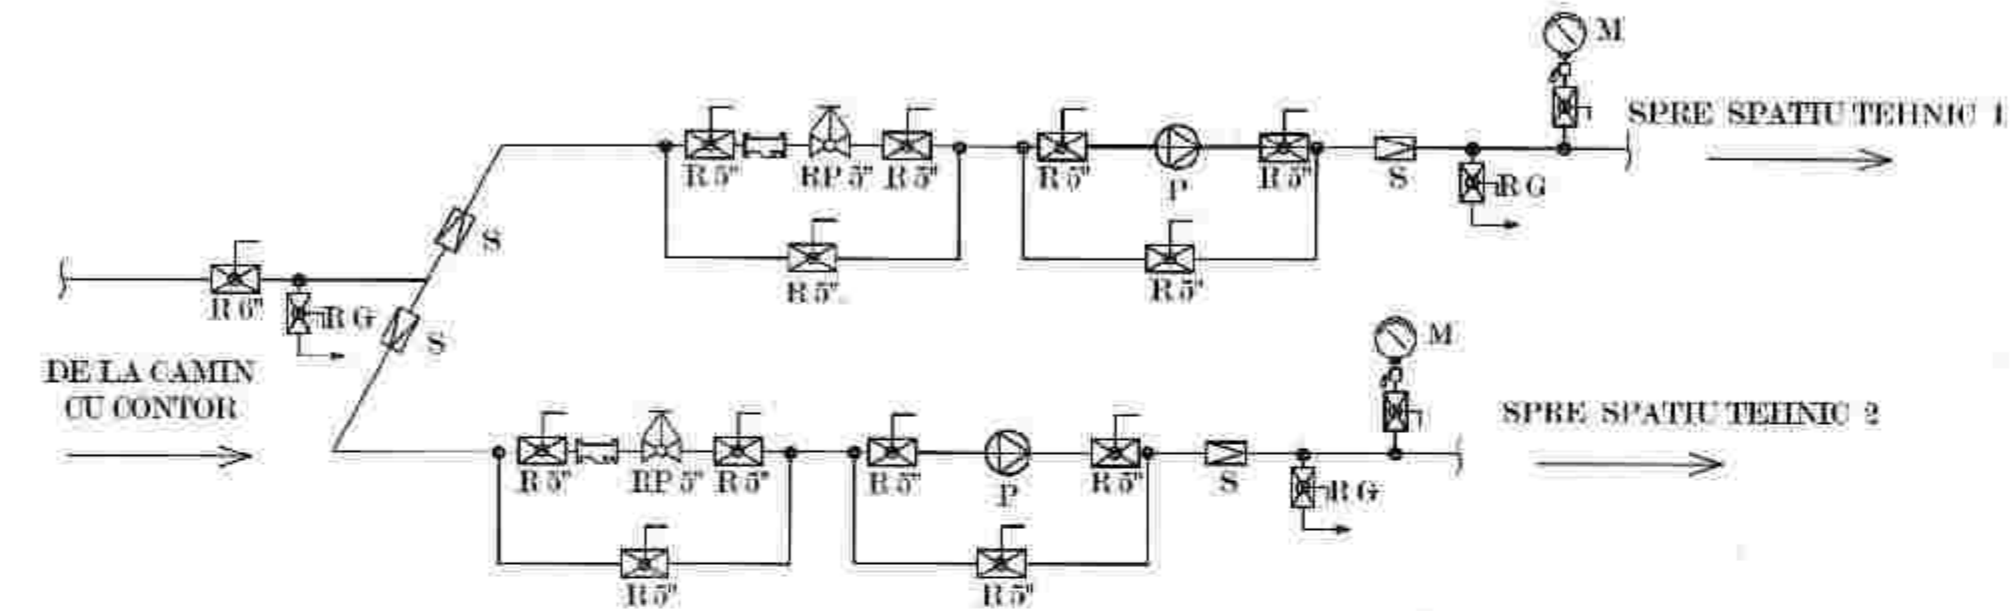 M
SPRE SPATIU TEHNIC 1
R 5"
RP 5"
R 5"
R 5"
P
R 5"
S
R G
S
R 5"
R 5"
R 6"
R G
S
M
DE LA CAMIN
CU CONTOR
SPRE SPATIU TEHNIC 2
R 5"
RP 5"
R 5"
R 5"
P
R 5"
S
R G
R 5"
R 5"